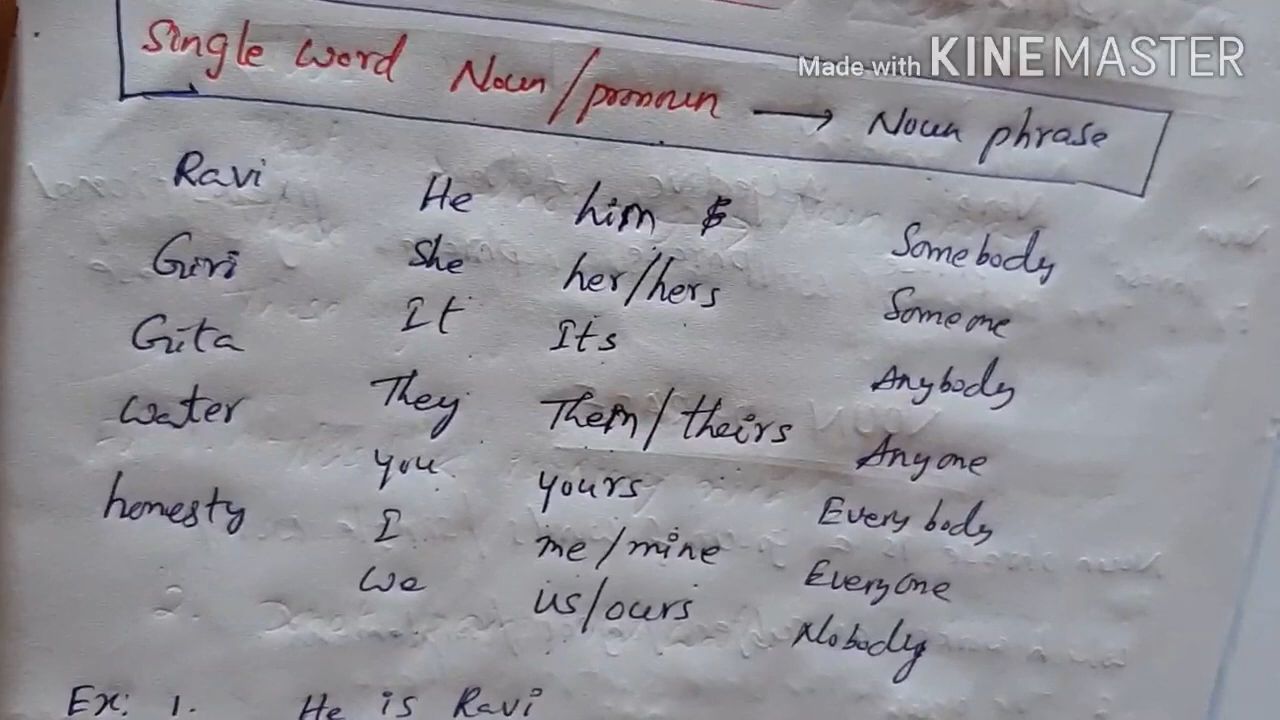 Made with KINEMASTER
Single word Noun/pronoun → Noun phrase
Ravi He him Somebody
Giri She her/hers Someone
Gita It Its Anybody
water They Them/theirs Anyone
honesty you yours Everybody
I me/mine Everyone
we us/ours Nobody
Ex: 1. He is Ravi